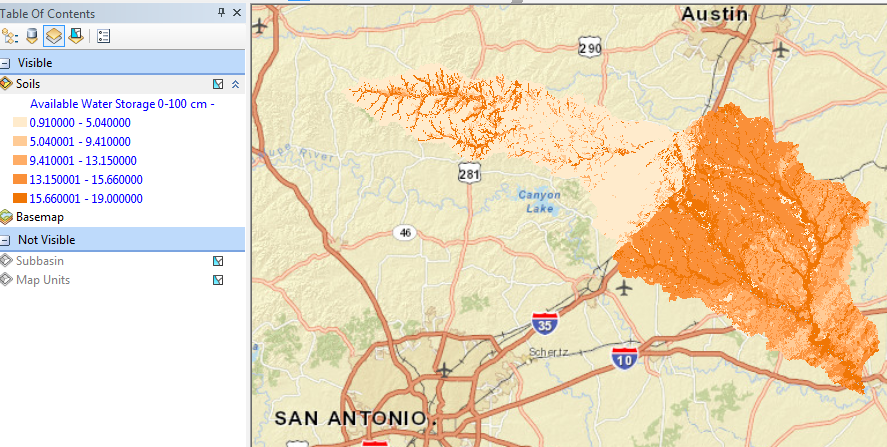 Table Of Contents
Visible
Soils
Available Water Storage 0-100 cm -
0.910000 - 5.040000
5.040001 - 9.410000
9.410001 - 13.150000
13.150001 - 15.660000
15.660001 - 19.000000
Basemap
Not Visible
Subbasin
Map Units
Austin
290
River
281
Canyon
Lake
46
35
Schertz
10
SAN ANTONIO